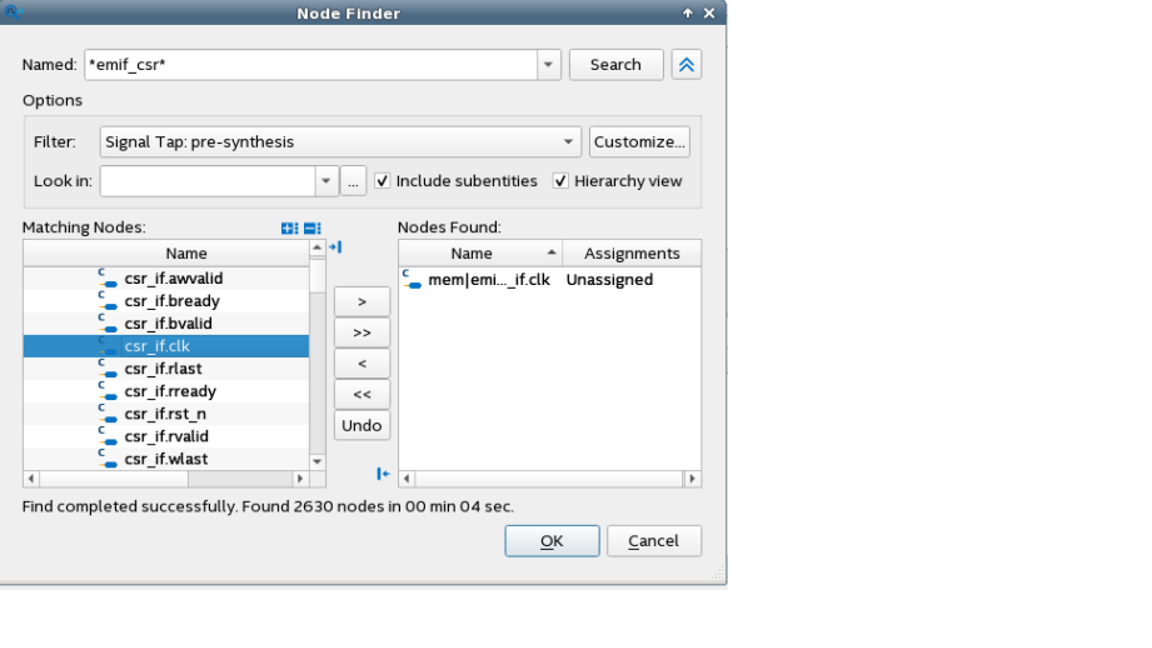 Node Finder
Named: *emif_csr* Search
Options
Filter: Signal Tap: pre-synthesis Customize...
Look in: ... Include subentities Hierarchy view
Matching Nodes: Nodes Found:
Name Name Assignments
csr_if.awvalid mem|emi..._if.clk Unassigned
csr_if.bready >
csr_if.bvalid >>
csr_if.clk <
csr_if.rlast <<
csr_if.rready Undo
csr_if.rst_n
csr_if.rvalid
csr_if.wlast
Find completed successfully. Found 2630 nodes in 00 min 04 sec.
OK Cancel